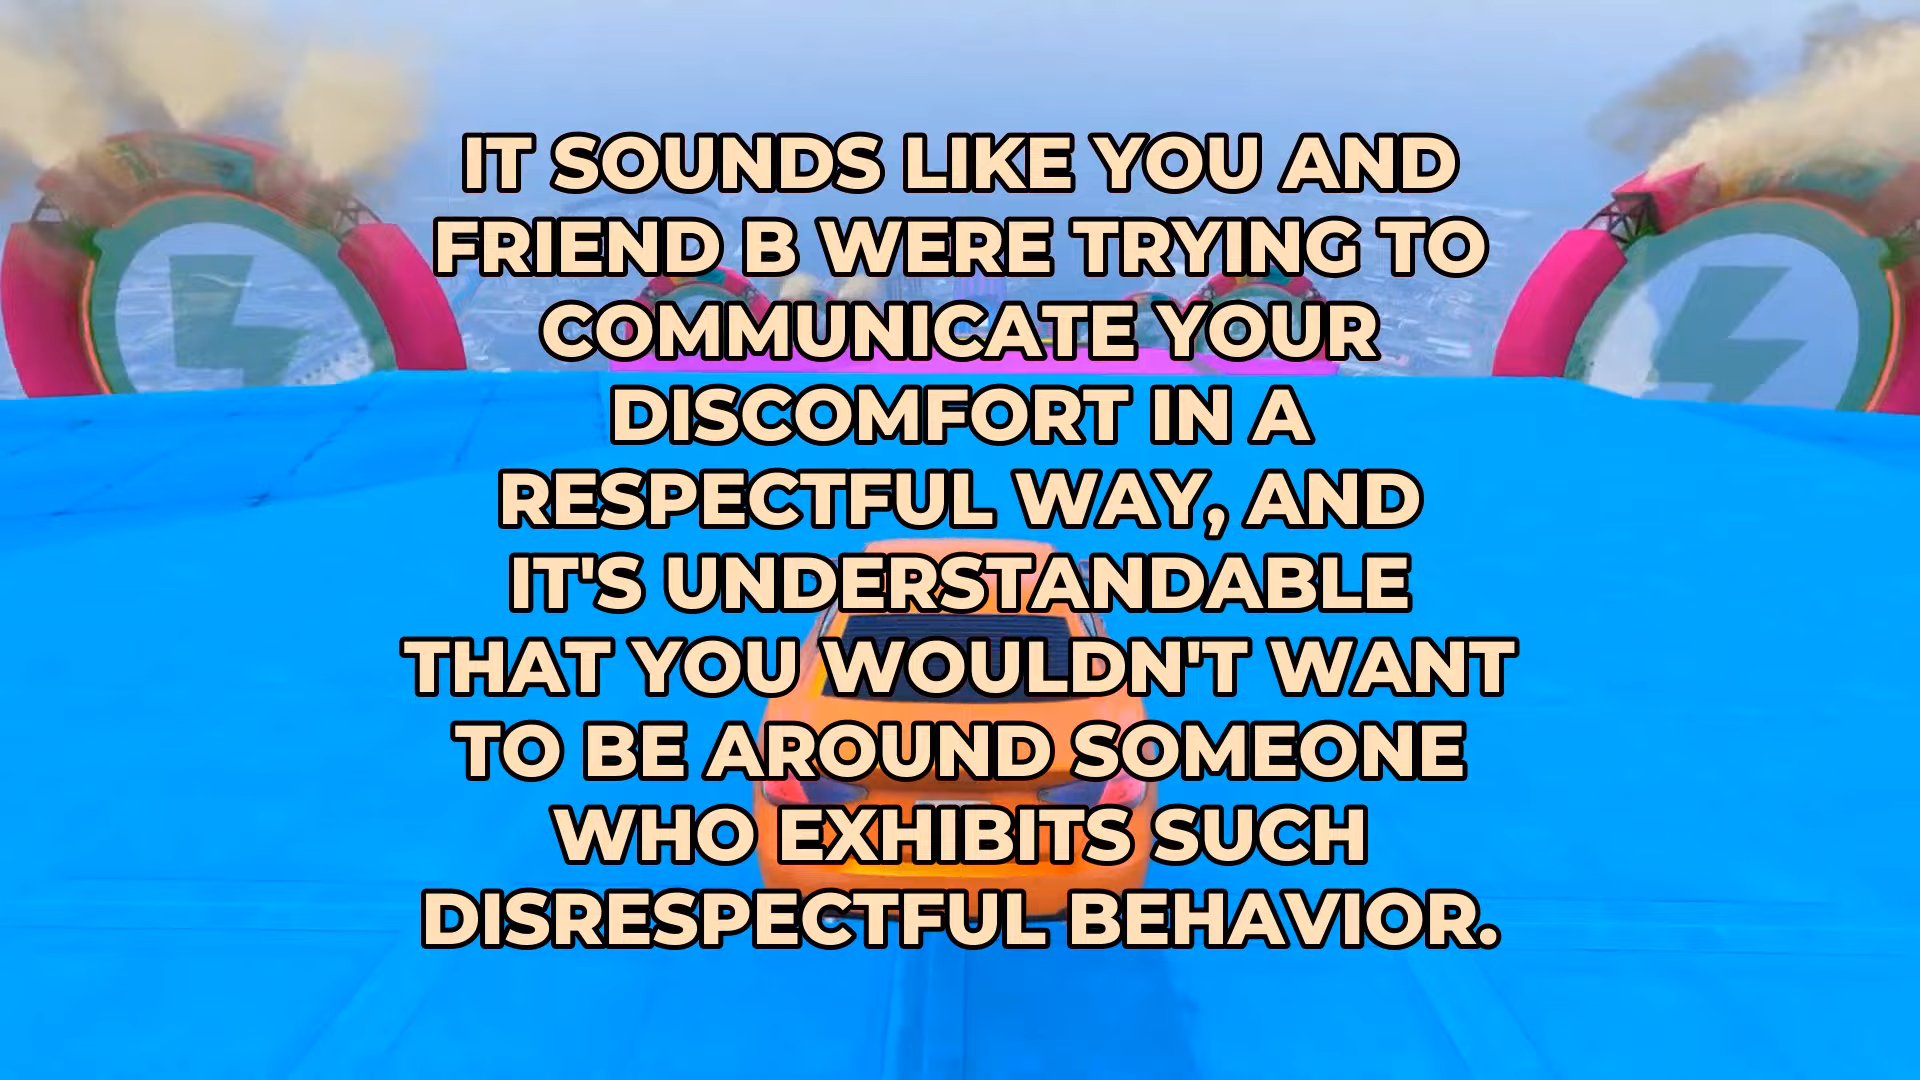 IT SOUNDS LIKE YOU AND
FRIEND B WERE TRYING TO
COMMUNICATE YOUR
DISCOMFORT IN A
RESPECTFUL WAY, AND
IT'S UNDERSTANDABLE
THAT YOU WOULDN'T WANT
TO BE AROUND SOMEONE
WHO EXHIBITS SUCH
DISRESPECTFUL BEHAVIOR.